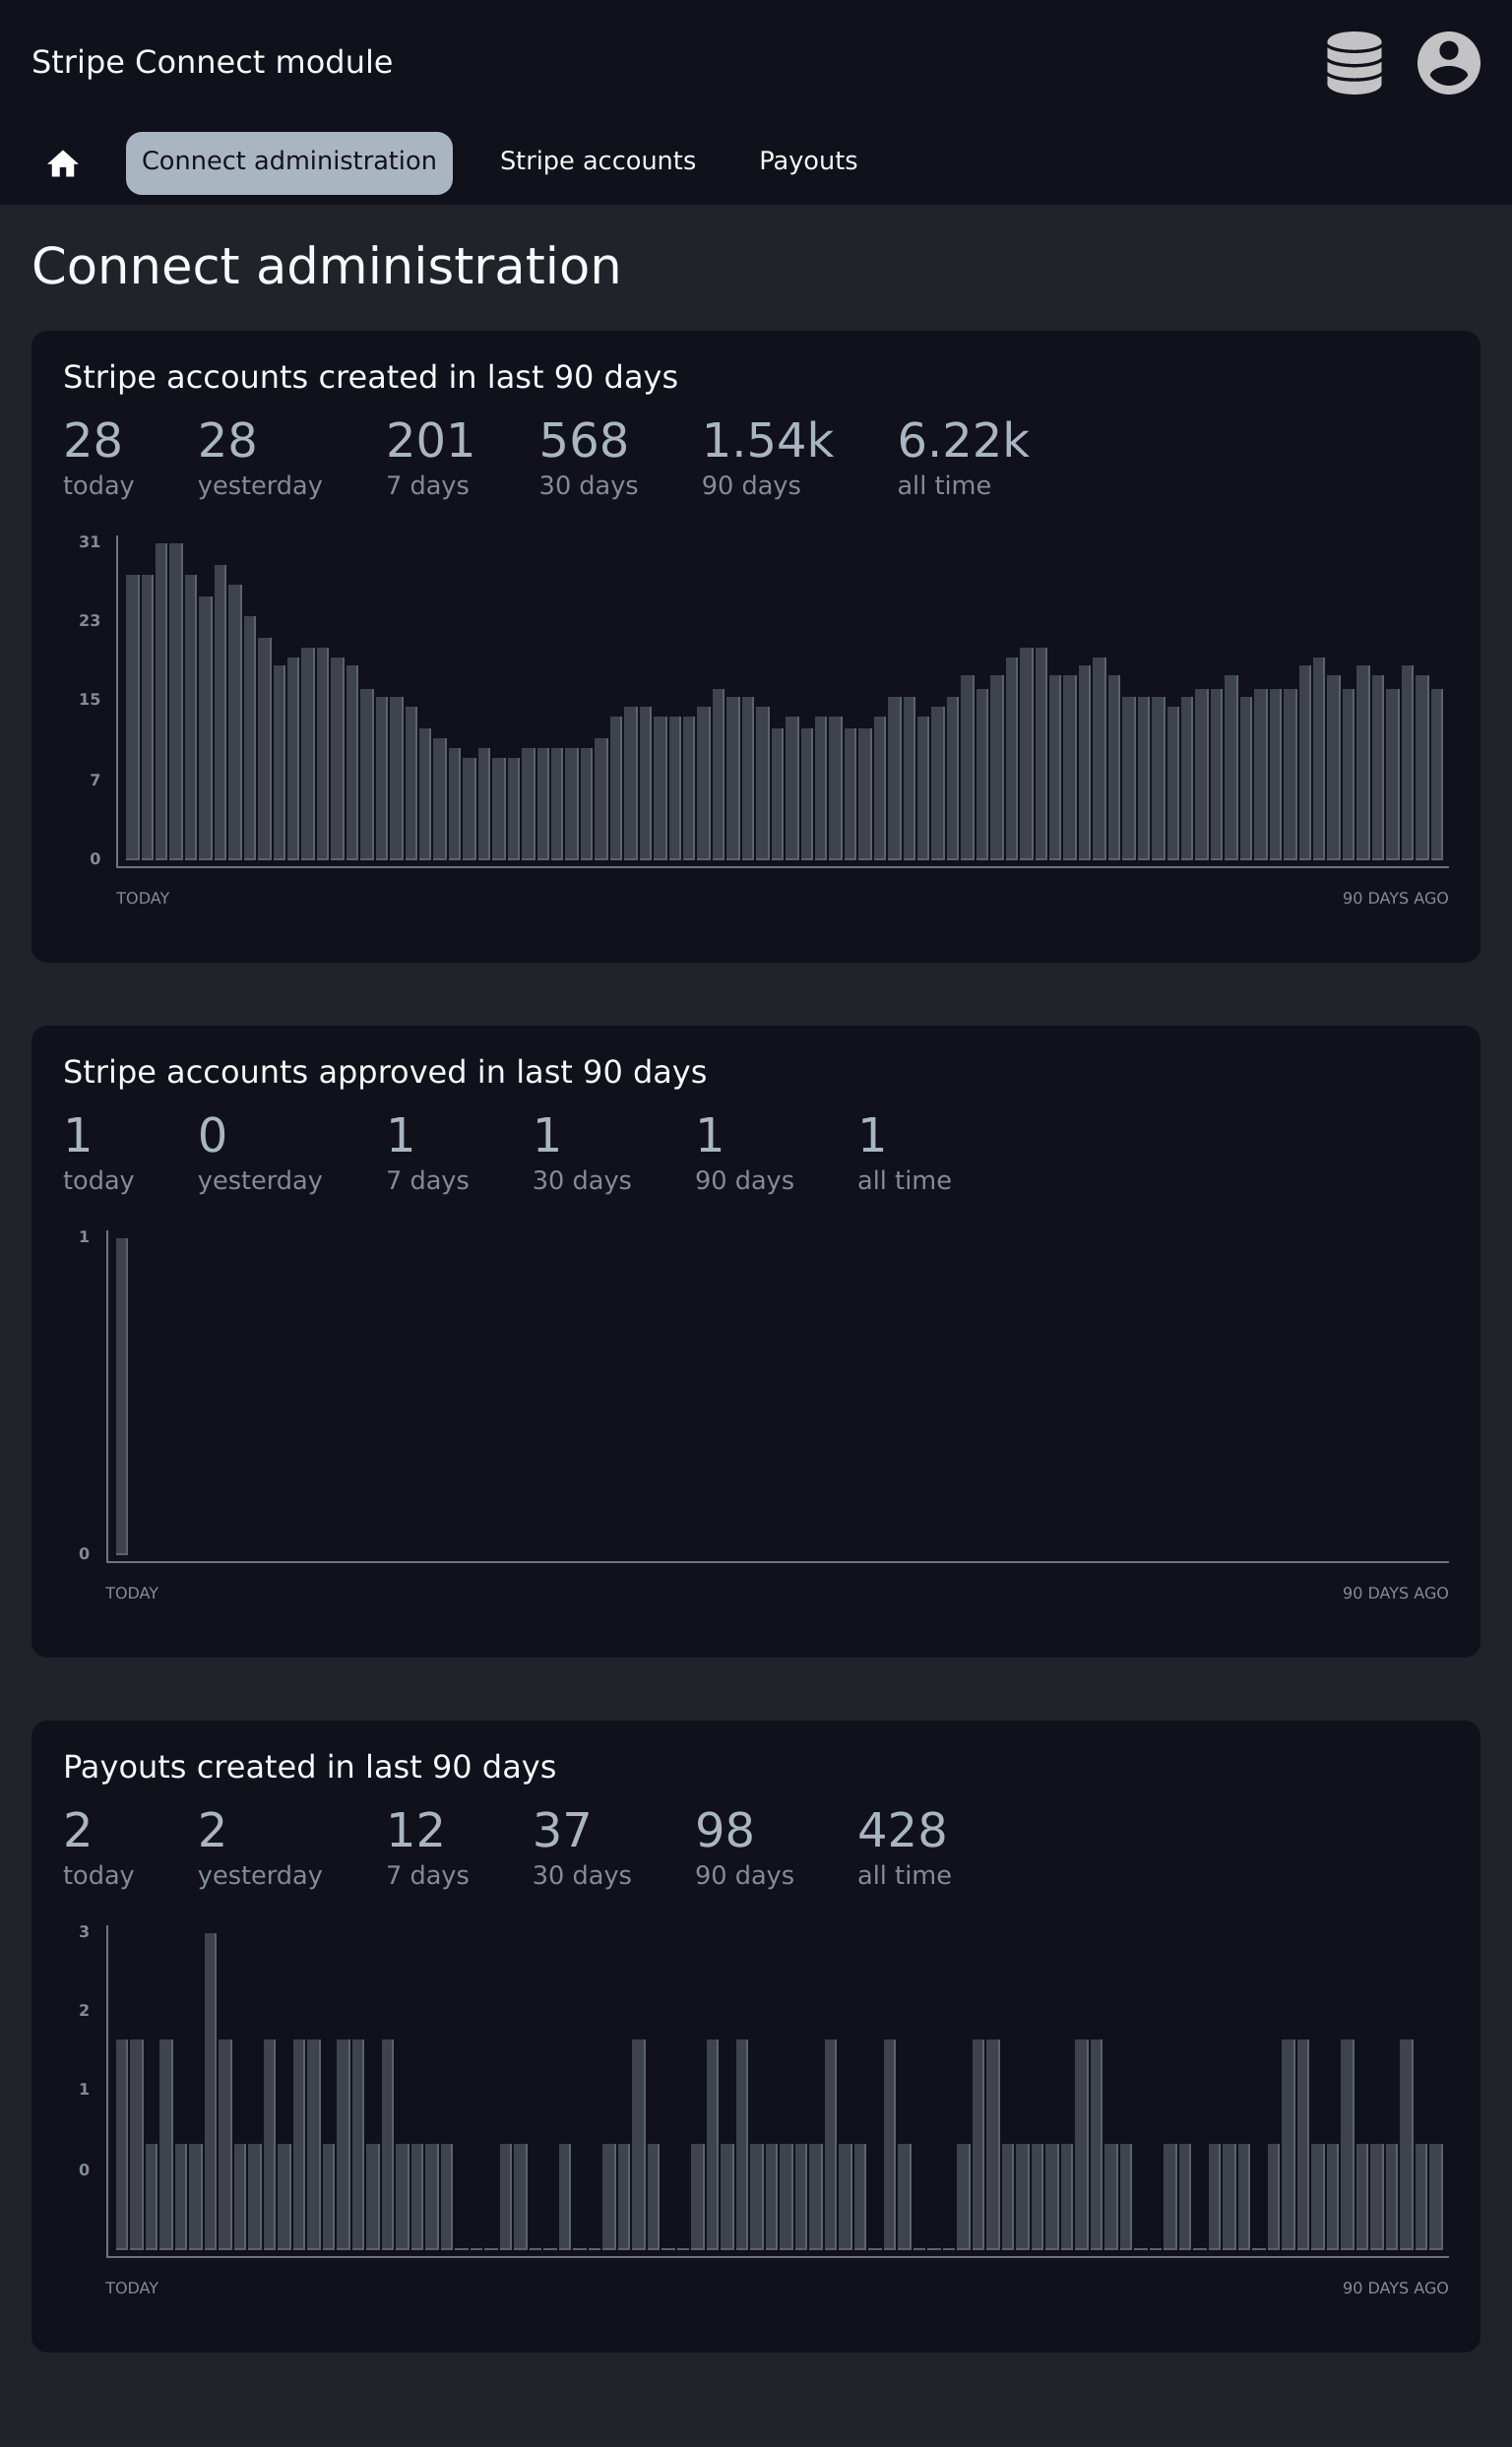 Stripe Connect module
Connect administration Stripe accounts Payouts
Connect administration
Stripe accounts created in last 90 days
28 28 201 568 1.54k 6.22k
today yesterday 7 days 30 days 90 days all time
31
23
15
7
0
TODAY 90 DAYS AGO
Stripe accounts approved in last 90 days
1 0 1 1 1 1
today yesterday 7 days 30 days 90 days all time
1
0
TODAY 90 DAYS AGO
Payouts created in last 90 days
2 2 12 37 98 428
today yesterday 7 days 30 days 90 days all time
3
2
1
0
TODAY 90 DAYS AGO